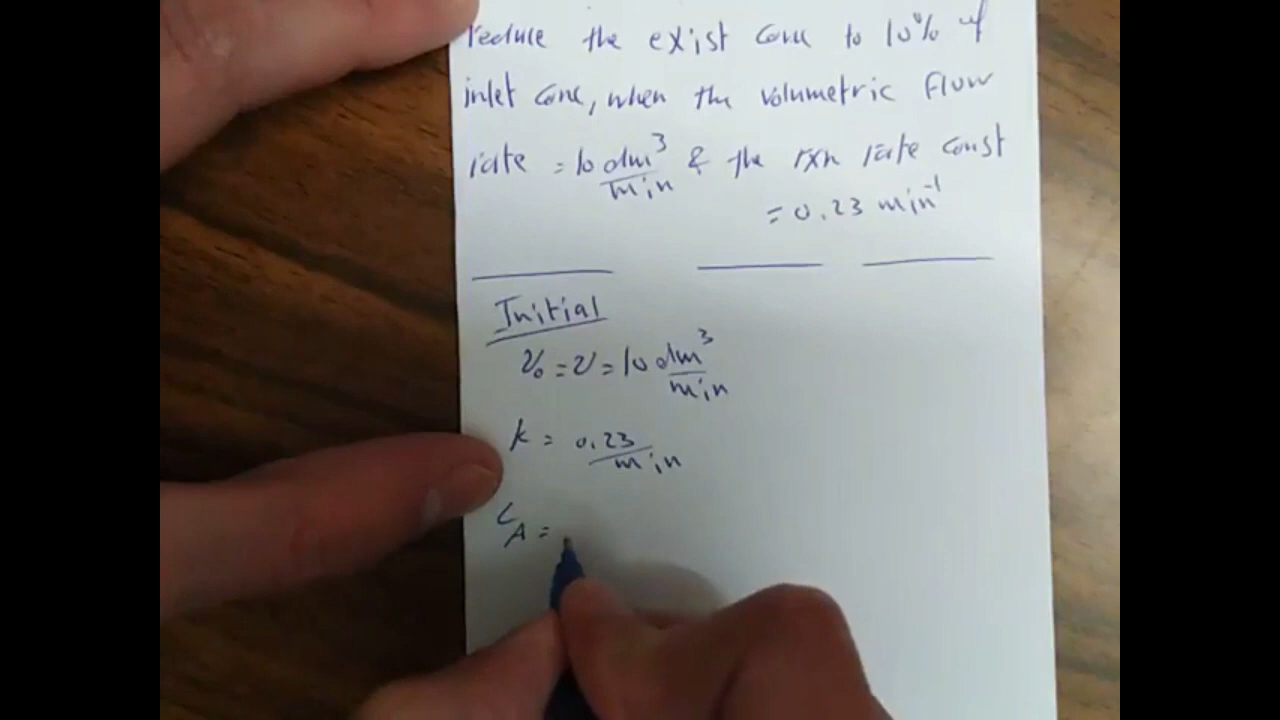 reduce the exist conc to 10% of
inlet conc, when the volumetric flow
rate = 10 dm³/min & the rxn rate const
= 0.23 min⁻¹
Initial
υ₀ = υ = 10 dm³/min
k = 0.23/min
C_A =